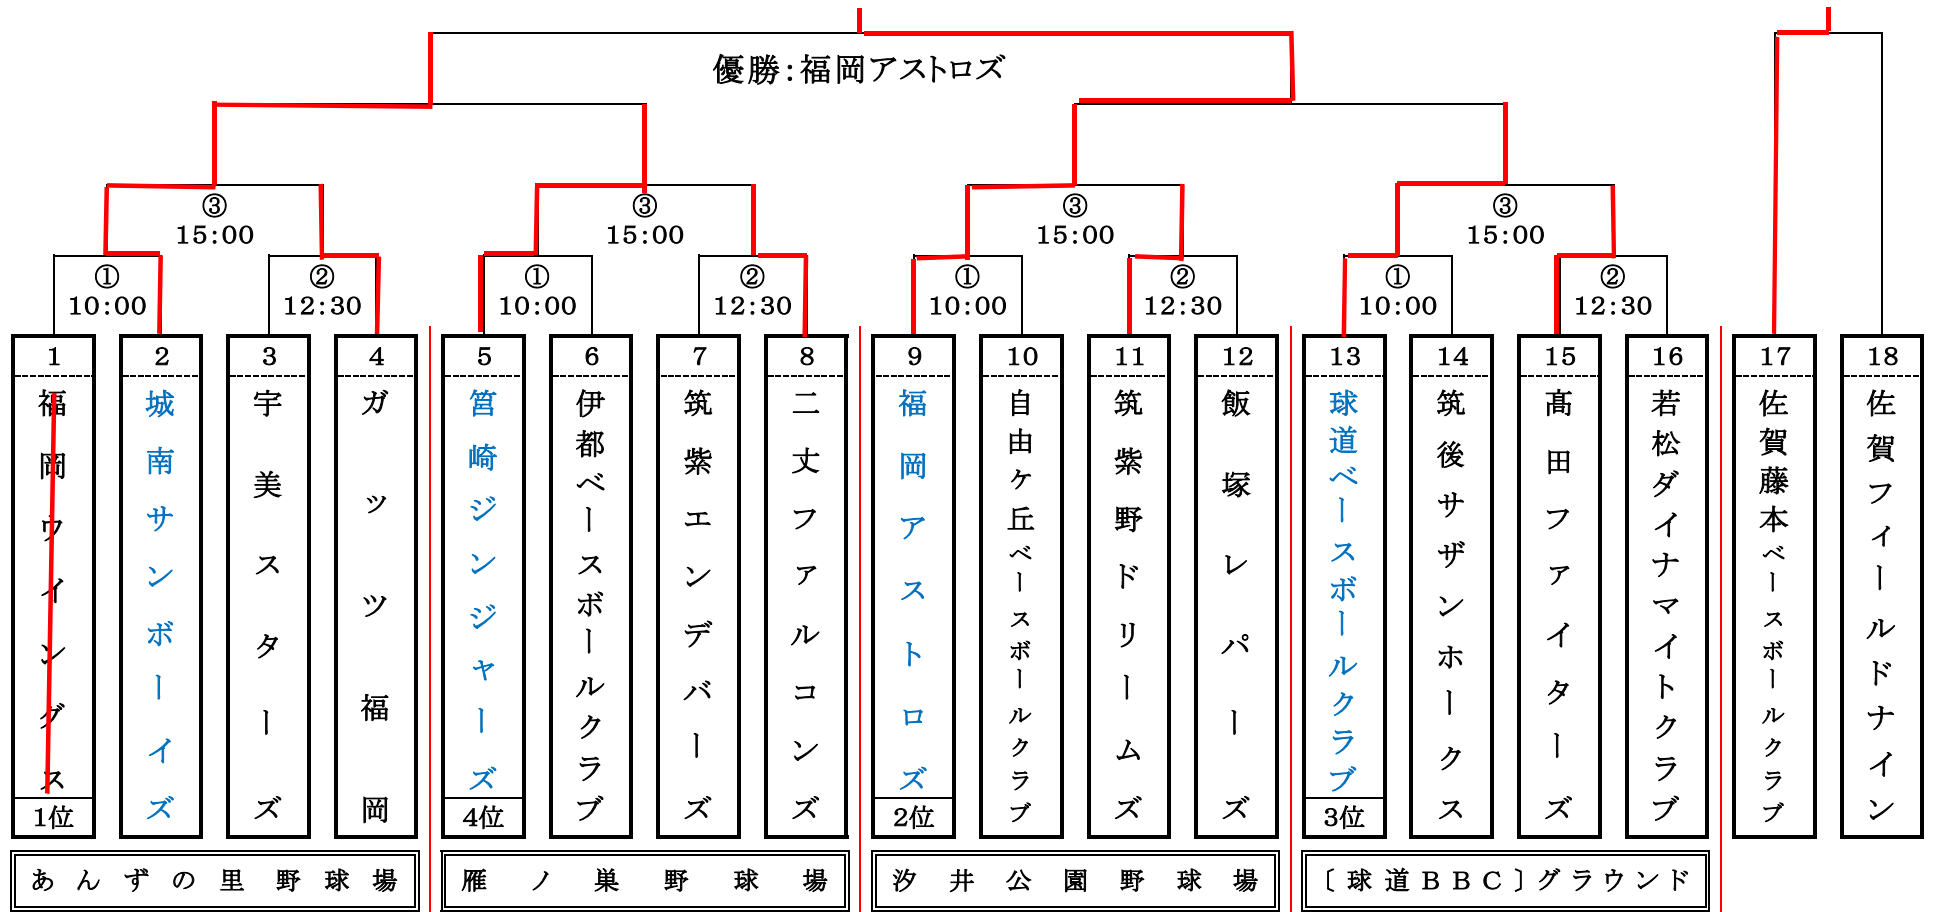 優勝：福岡アストロズ
③
15:00
③
15:00
③
15:00
③
15:00
①
10:00
②
12:30
①
10:00
②
12:30
①
10:00
②
12:30
①
10:00
②
12:30
1
福岡ウイングス
1位
2
城南サンボーイズ
3
宇美スターズ
4
ガッツ福岡
5
筥崎ジンジャーズ
4位
6
伊都ベースボールクラブ
7
筑紫エンデバーズ
8
二丈ファルコンズ
9
福岡アストロズ
2位
10
自由ケ丘ベースボールクラブ
11
筑紫野ドリームズ
12
飯塚レパーズ
13
球道ベースボールクラブ
3位
14
筑後サザンホークス
15
髙田ファイターズ
16
若松ダイナマイトクラブ
17
佐賀藤本ベースボールクラブ
18
佐賀フィールドナイン
あんずの里野球場
雁ノ巣野球場
汐井公園野球場
〔球道BBC〕グラウンド